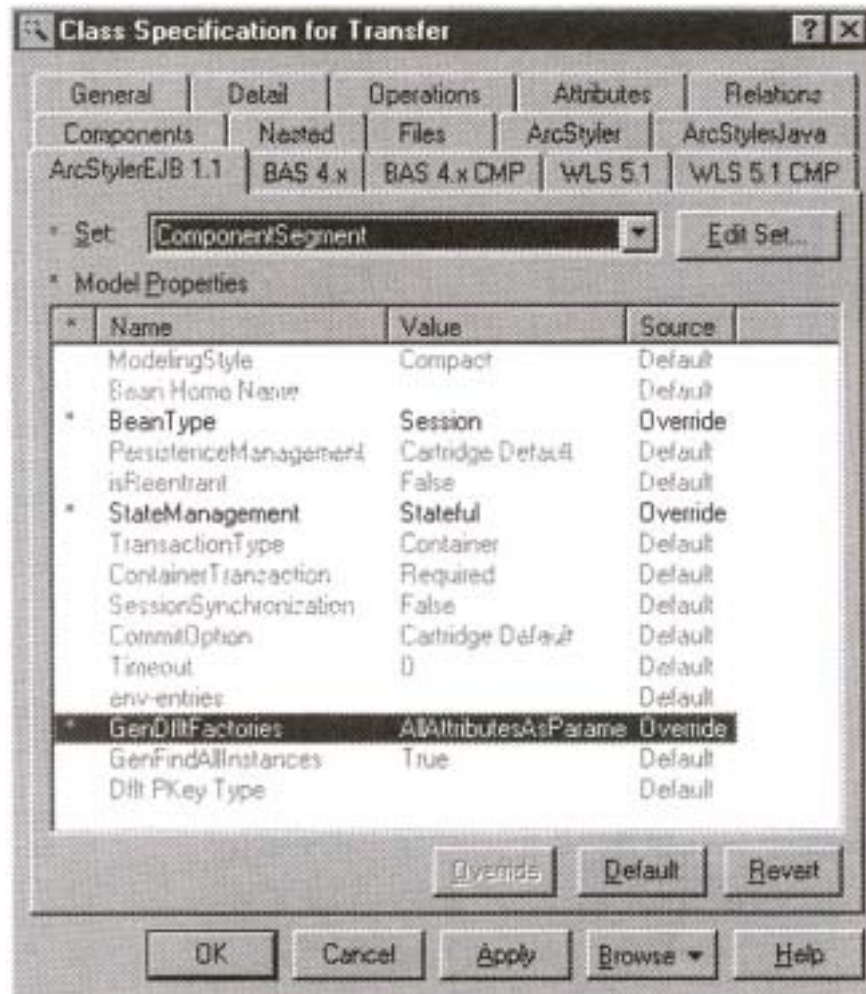 Class Specification for Transfer
General Detail Operations Attributes Relations
Components Nested Files ArcStyler ArcStylerJava
ArcStylerEJB 1.1 BAS 4.x BAS 4.x CMP WLS 5.1 WLS 5.1 CMP
* Set: ComponentSegment Edit Set...
* Model Properties
* Name Value Source
ModelingStyle Compact Default
Bean Home Name Default
* BeanType Session Override
PersistenceManagement Cartridge Default Default
isReentrant False Default
* StateManagement Stateful Override
TransactionType Container Default
ContainerTransaction Required Default
SessionSynchronization False Default
CommitOption Cartridge Default Default
Timeout 0 Default
env-entries Default
* GenDfltFactories AllAttributesAsParame Override
GenFindAllInstances True Default
Dflt PKey Type Default
Override Default Revert
OK Cancel Apply Browse Help